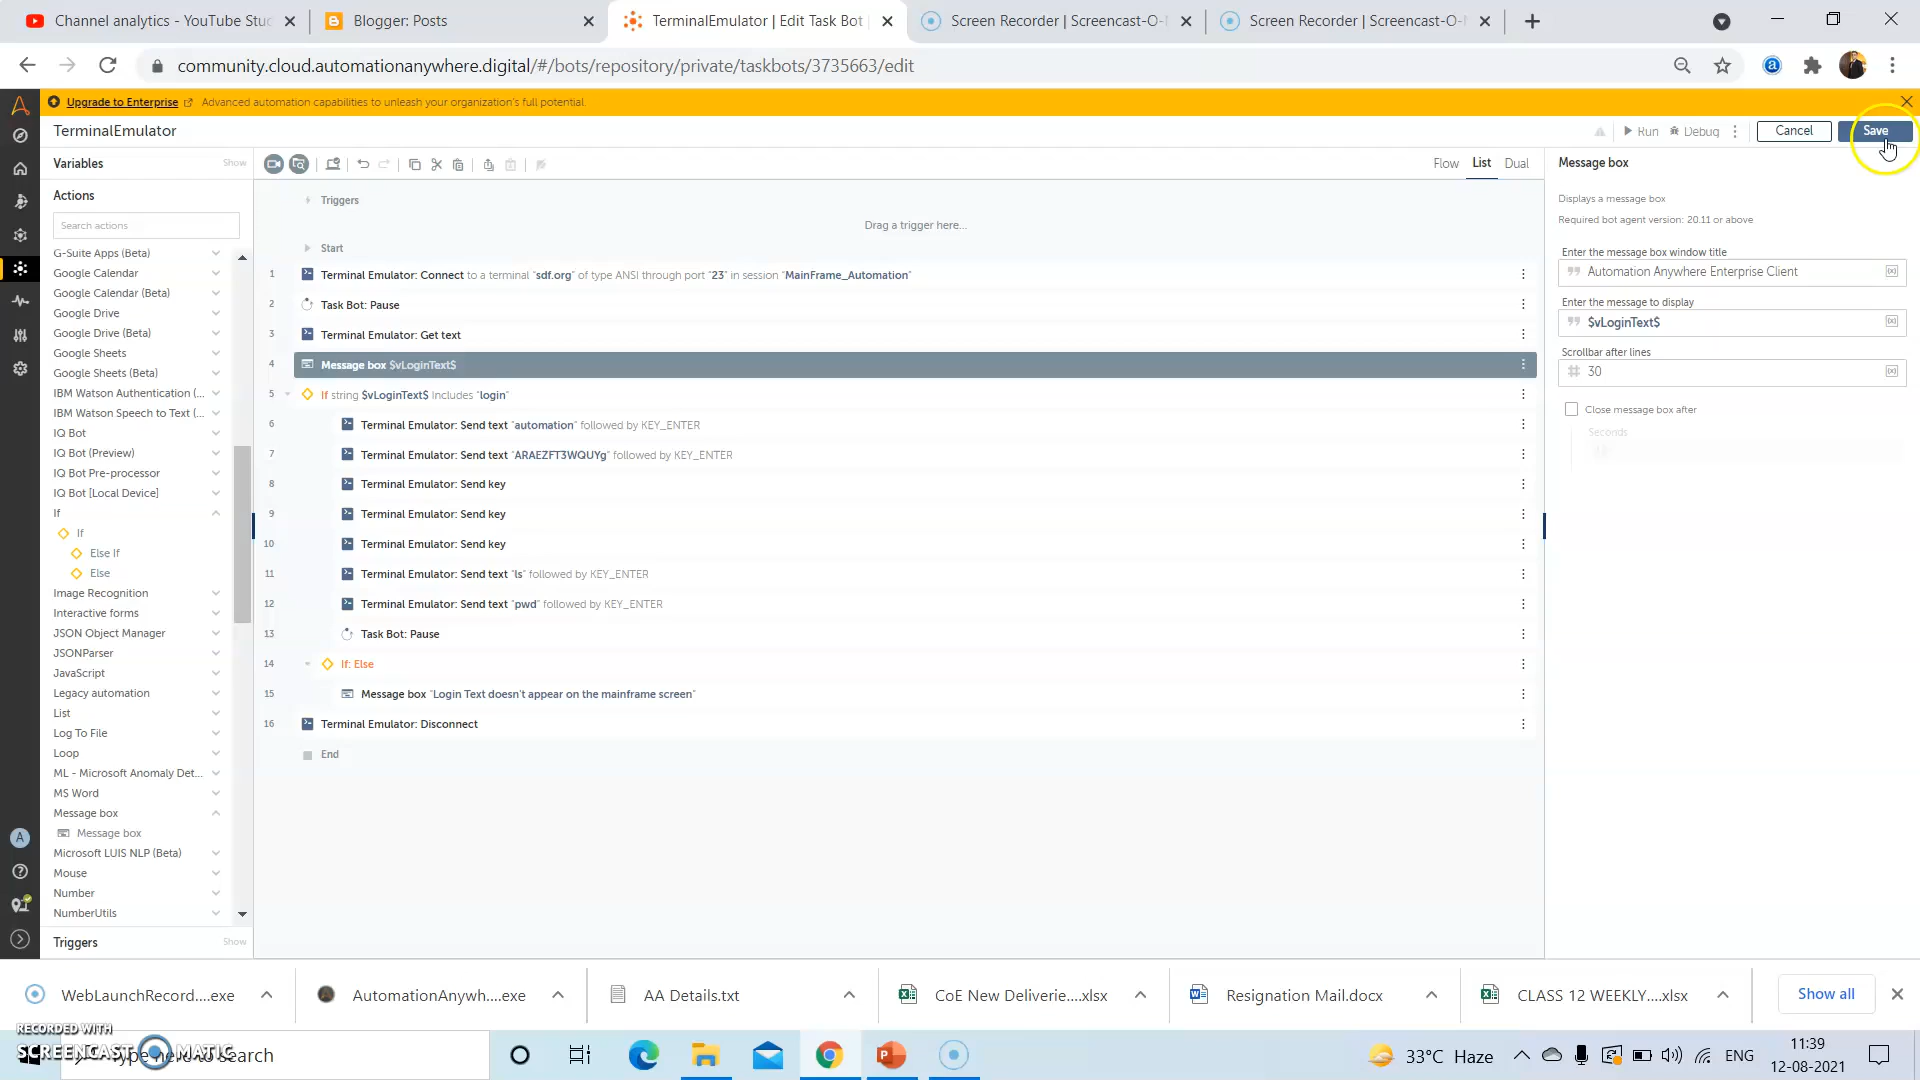 Channel analytics - YouTube Stud
Blogger: Posts
TerminalEmulator | Edit Task Bot |
Screen Recorder | Screencast-O-
Screen Recorder | Screencast-O-
community.cloud.automationanywhere.digital/#/bots/repository/private/taskbots/3735663/edit
Upgrade to Enterprise Advanced automation capabilities to unleash your organization's full potential.
TerminalEmulator
Run
Debug
Cancel
Save
Variables
Show
Flow
List
Dual
Message box
Actions
Search actions
G-Suite Apps (Beta)
Google Calendar
Google Calendar (Beta)
Google Drive
Google Drive (Beta)
Google Sheets
Google Sheets (Beta)
IBM Watson Authentication (...
IBM Watson Speech to Text (...
IQ Bot
IQ Bot (Preview)
IQ Bot Pre-processor
IQ Bot [Local Device]
If
If
Else If
Else
Image Recognition
Interactive forms
JSON Object Manager
JSONParser
JavaScript
Legacy automation
List
Log To File
Loop
ML - Microsoft Anomaly Det...
MS Word
Message box
Message box
Microsoft LUIS NLP (Beta)
Mouse
Number
NumberUtils
Triggers
Show
Triggers
Drag a trigger here...
Start
1 Terminal Emulator: Connect to a terminal "sdf.org" of type ANSI through port "23" in session "MainFrame_Automation"
2 Task Bot: Pause
3 Terminal Emulator: Get text
4 Message box $vLoginText$
5 If string $vLoginText$ Includes "login"
6 Terminal Emulator: Send text "automation" followed by KEY_ENTER
7 Terminal Emulator: Send text "ARAEZFT3WQUYg" followed by KEY_ENTER
8 Terminal Emulator: Send key
9 Terminal Emulator: Send key
10 Terminal Emulator: Send key
11 Terminal Emulator: Send text "ls" followed by KEY_ENTER
12 Terminal Emulator: Send text "pwd" followed by KEY_ENTER
13 Task Bot: Pause
14 If: Else
15 Message box "Login Text doesn't appear on the mainframe screen"
16 Terminal Emulator: Disconnect
End
Displays a message box
Required bot agent version: 20.11 or above
Enter the message box window title
Automation Anywhere Enterprise Client
Enter the message to display
$vLoginText$
Scrollbar after lines
30
Close message box after
Seconds
A
WebLaunchRecord....exe
AutomationAnywh....exe
AA Details.txt
CoE New Deliverie....xlsx
Resignation Mail.docx
CLASS 12 WEEKLY....xlsx
Show all
RECORDED WITH
SCREENCAST MATIC
Type here to search
33°C Haze
ENG
11:39
12-08-2021